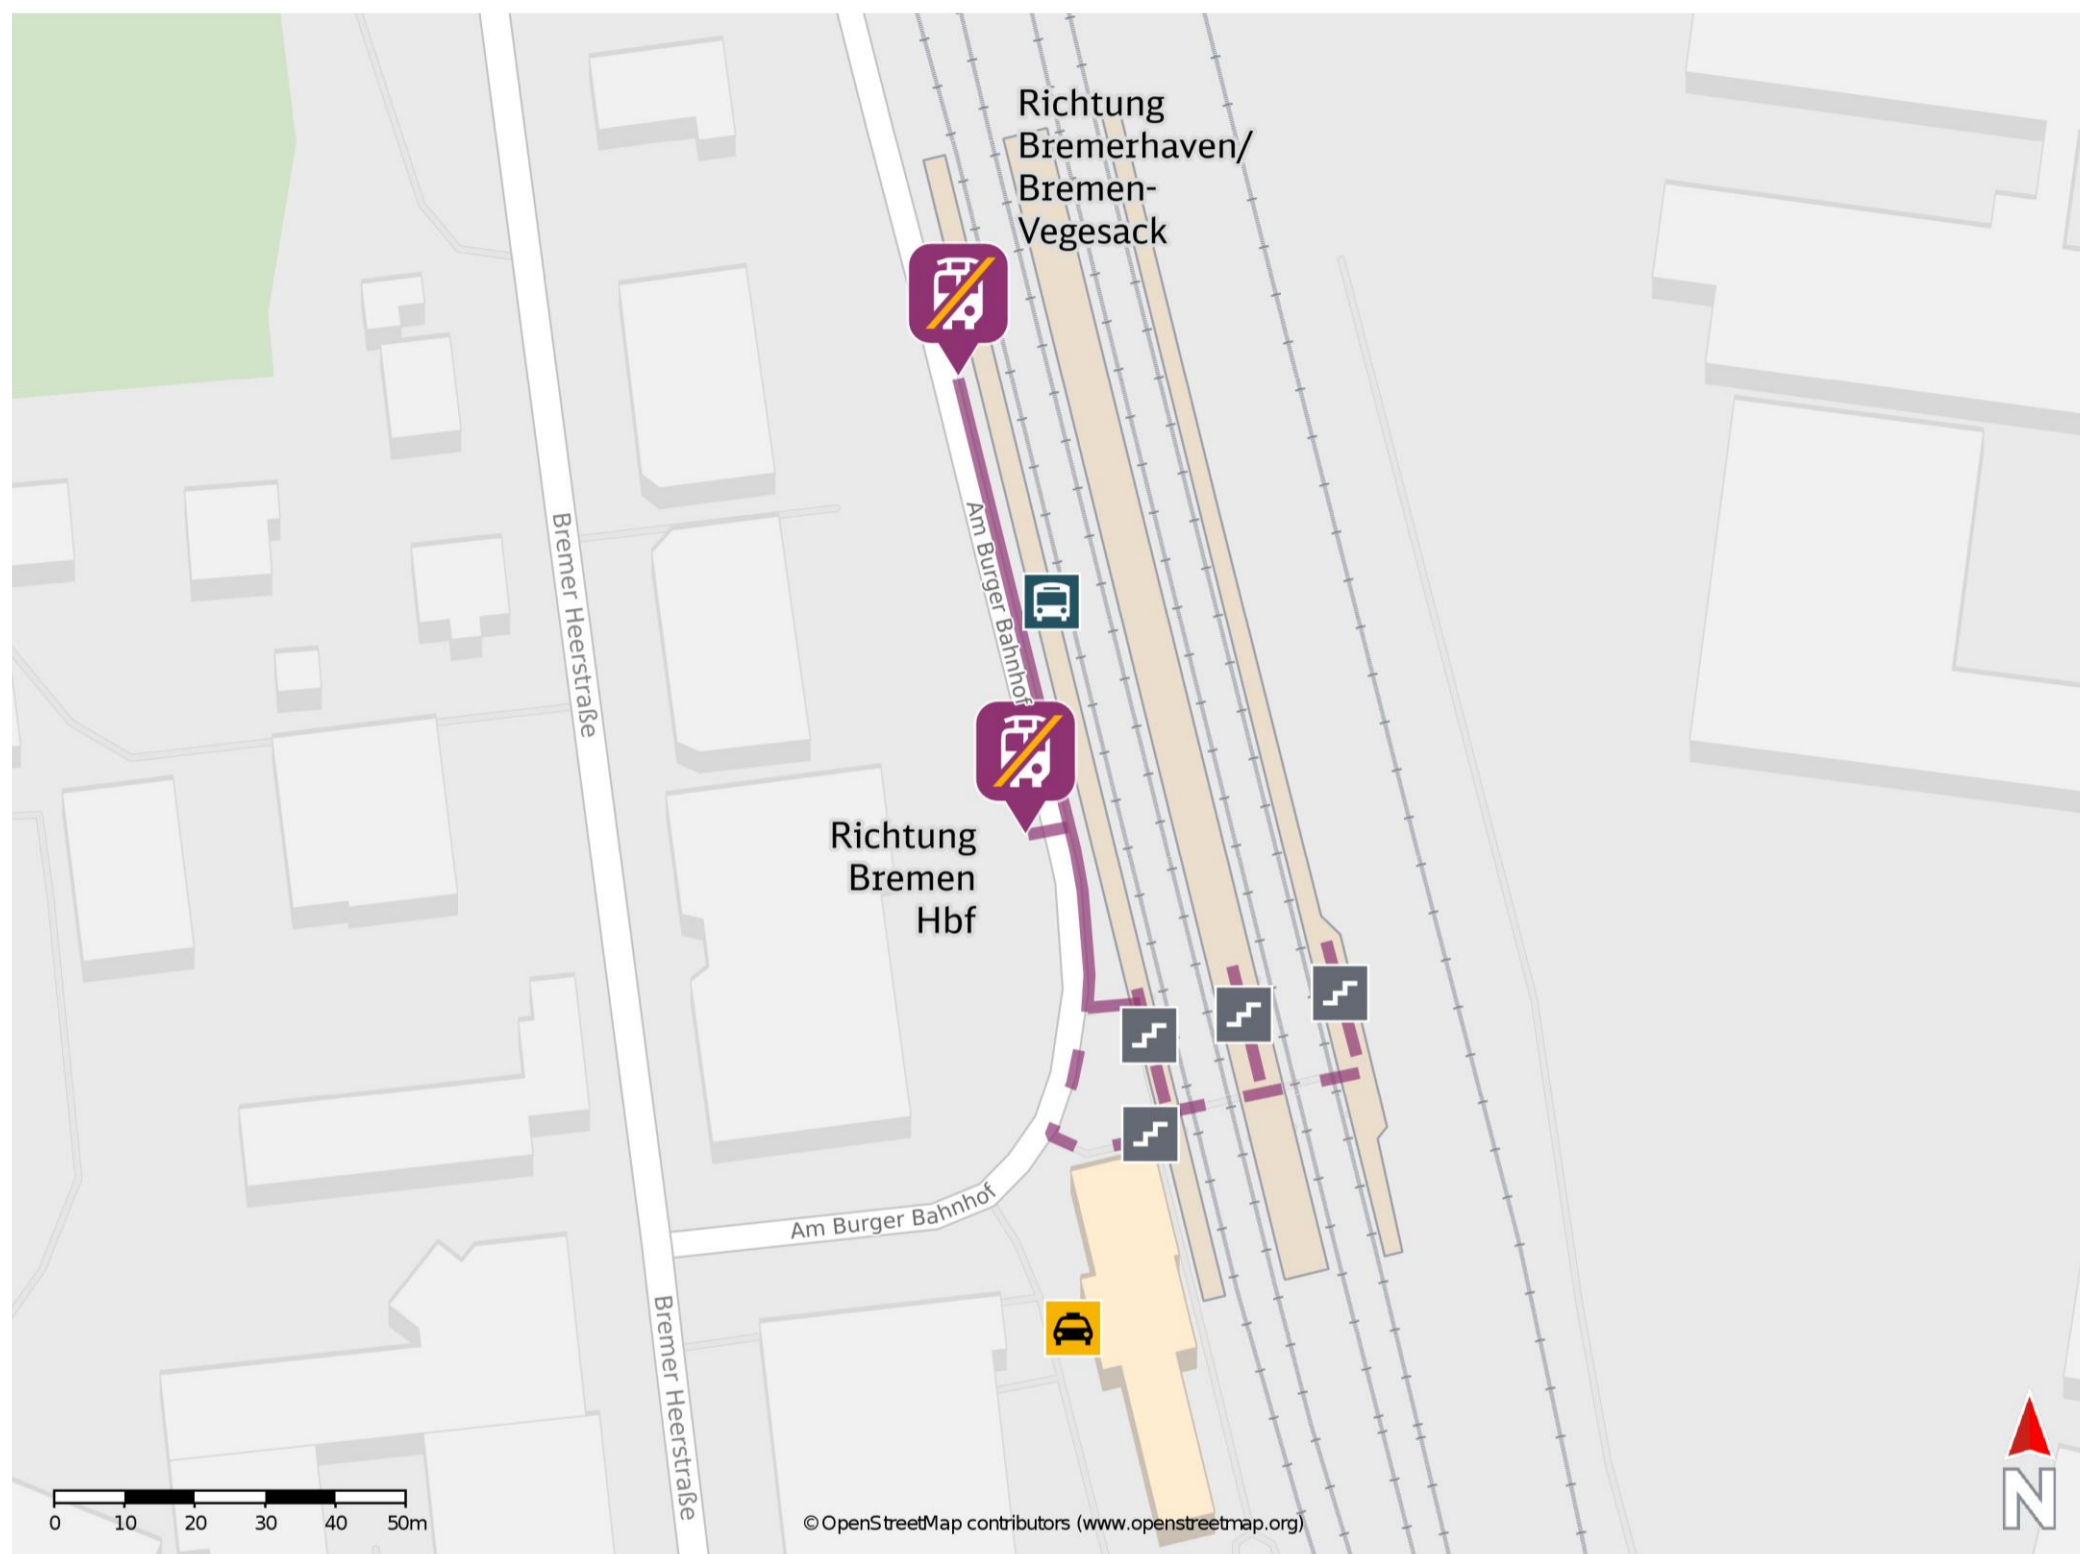 Richtung
Bremerhaven/
Bremen-
Vegesack
Am Burger Bahnhof
Bremer Heerstraße
Richtung
Bremen
Hbf
Am Burger Bahnhof
Bremer Heerstraße
0 10 20 30 40 50m
© OpenStreetMap contributors (www.openstreetmap.org)
N